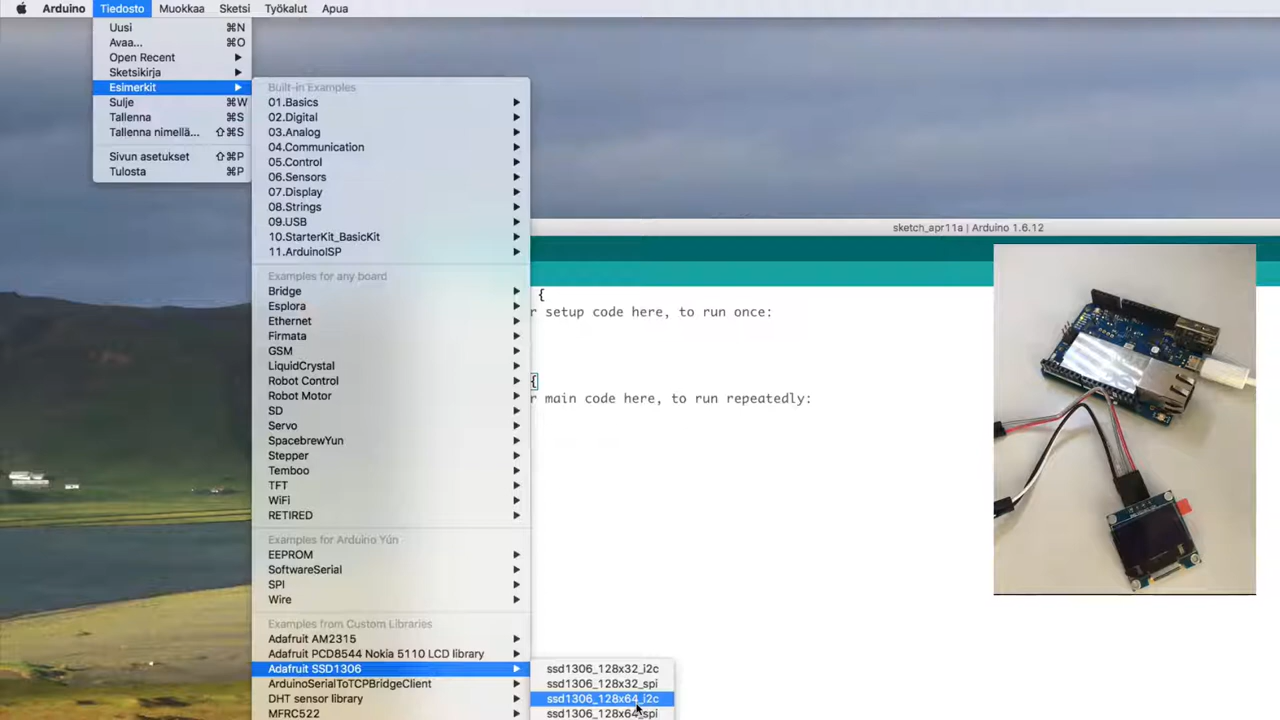 Arduino Tiedosto Muokkaa Sketsi Työkalut Apua
Uusi ⌘N
Avaa... ⌘O
Open Recent
Sketsikirja
Esimerkit
Sulje ⌘W
Tallenna ⌘S
Tallenna nimellä... ⇧⌘S
Sivun asetukset ⇧⌘P
Tulosta ⌘P
Built-in Examples
01.Basics
02.Digital
03.Analog
04.Communication
05.Control
06.Sensors
07.Display
08.Strings
09.USB
10.StarterKit_BasicKit
11.ArduinoISP
Examples for any board
Bridge
Esplora
Ethernet
Firmata
GSM
LiquidCrystal
Robot Control
Robot Motor
SD
Servo
SpacebrewYun
Stepper
Temboo
TFT
WiFi
RETIRED
Examples for Arduino Yún
EEPROM
SoftwareSerial
SPI
Wire
Examples from Custom Libraries
Adafruit AM2315
Adafruit PCD8544 Nokia 5110 LCD library
Adafruit SSD1306
ArduinoSerialToTCPBridgeClient
DHT sensor library
MFRC522
ssd1306_128x32_i2c
ssd1306_128x32_spi
ssd1306_128x64_i2c
ssd1306_128x64_spi
sketch_apr11a | Arduino 1.6.12
{
r setup code here, to run once:
{
r main code here, to run repeatedly: